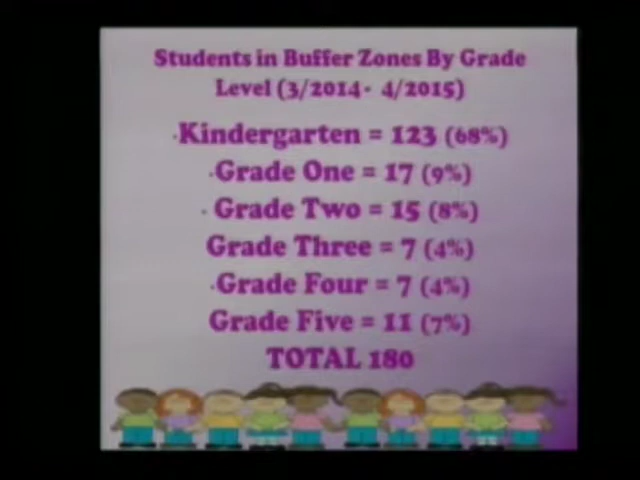 Students in Buffer Zones By Grade
Level (3/2014- 4/2015)
·Kindergarten = 123 (68%)
·Grade One = 17 (9%)
· Grade Two = 15 (8%)
Grade Three = 7 (4%)
·Grade Four = 7 (4%)
Grade Five = 11 (7%)
TOTAL 180